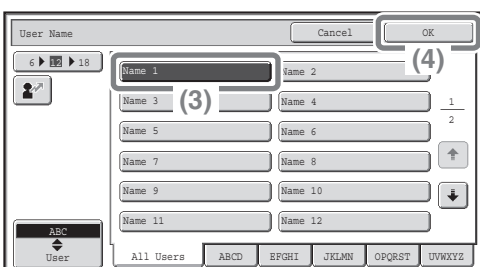 User Name Cancel OK
6 12 18 (4)
Name 1 Name 2
(3)
Name 3 Name 4 1
2
Name 5 Name 6
Name 7 Name 8
Name 9 Name 10
Name 11 Name 12
ABC
User
All Users ABCD EFGHI JKLMN OPQRST UVWXYZ